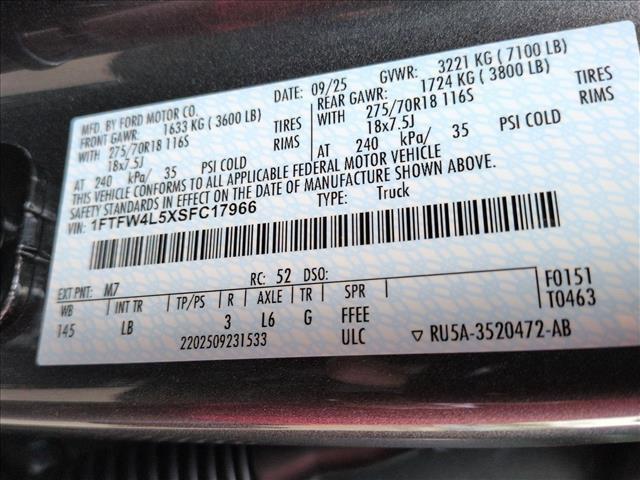 MFD. BY FORD MOTOR CO. DATE: 09/25 GVWR: 3221 KG ( 7100 LB)
FRONT GAWR: 1633 KG ( 3600 LB) REAR GAWR: 1724 KG ( 3800 LB)
WITH 275/70R18 116S TIRES 275/70R18 116S TIRES
18x7.5J RIMS WITH 18x7.5J RIMS
AT 240 kPa/ 35 PSI COLD AT 240 kPa/ 35 PSI COLD
THIS VEHICLE CONFORMS TO ALL APPLICABLE FEDERAL MOTOR VEHICLE
SAFETY STANDARDS IN EFFECT ON THE DATE OF MANUFACTURE SHOWN ABOVE.
VIN: 1FTFW4L5XSFC17966 TYPE: Truck
EXT PNT: M7 RC: 52 DSO: F0151
WB INT TR TP/PS R AXLE TR SPR T0463
145 LB 3 L6 G FFEE
2202509231533 ULC ▽ RU5A-3520472-AB